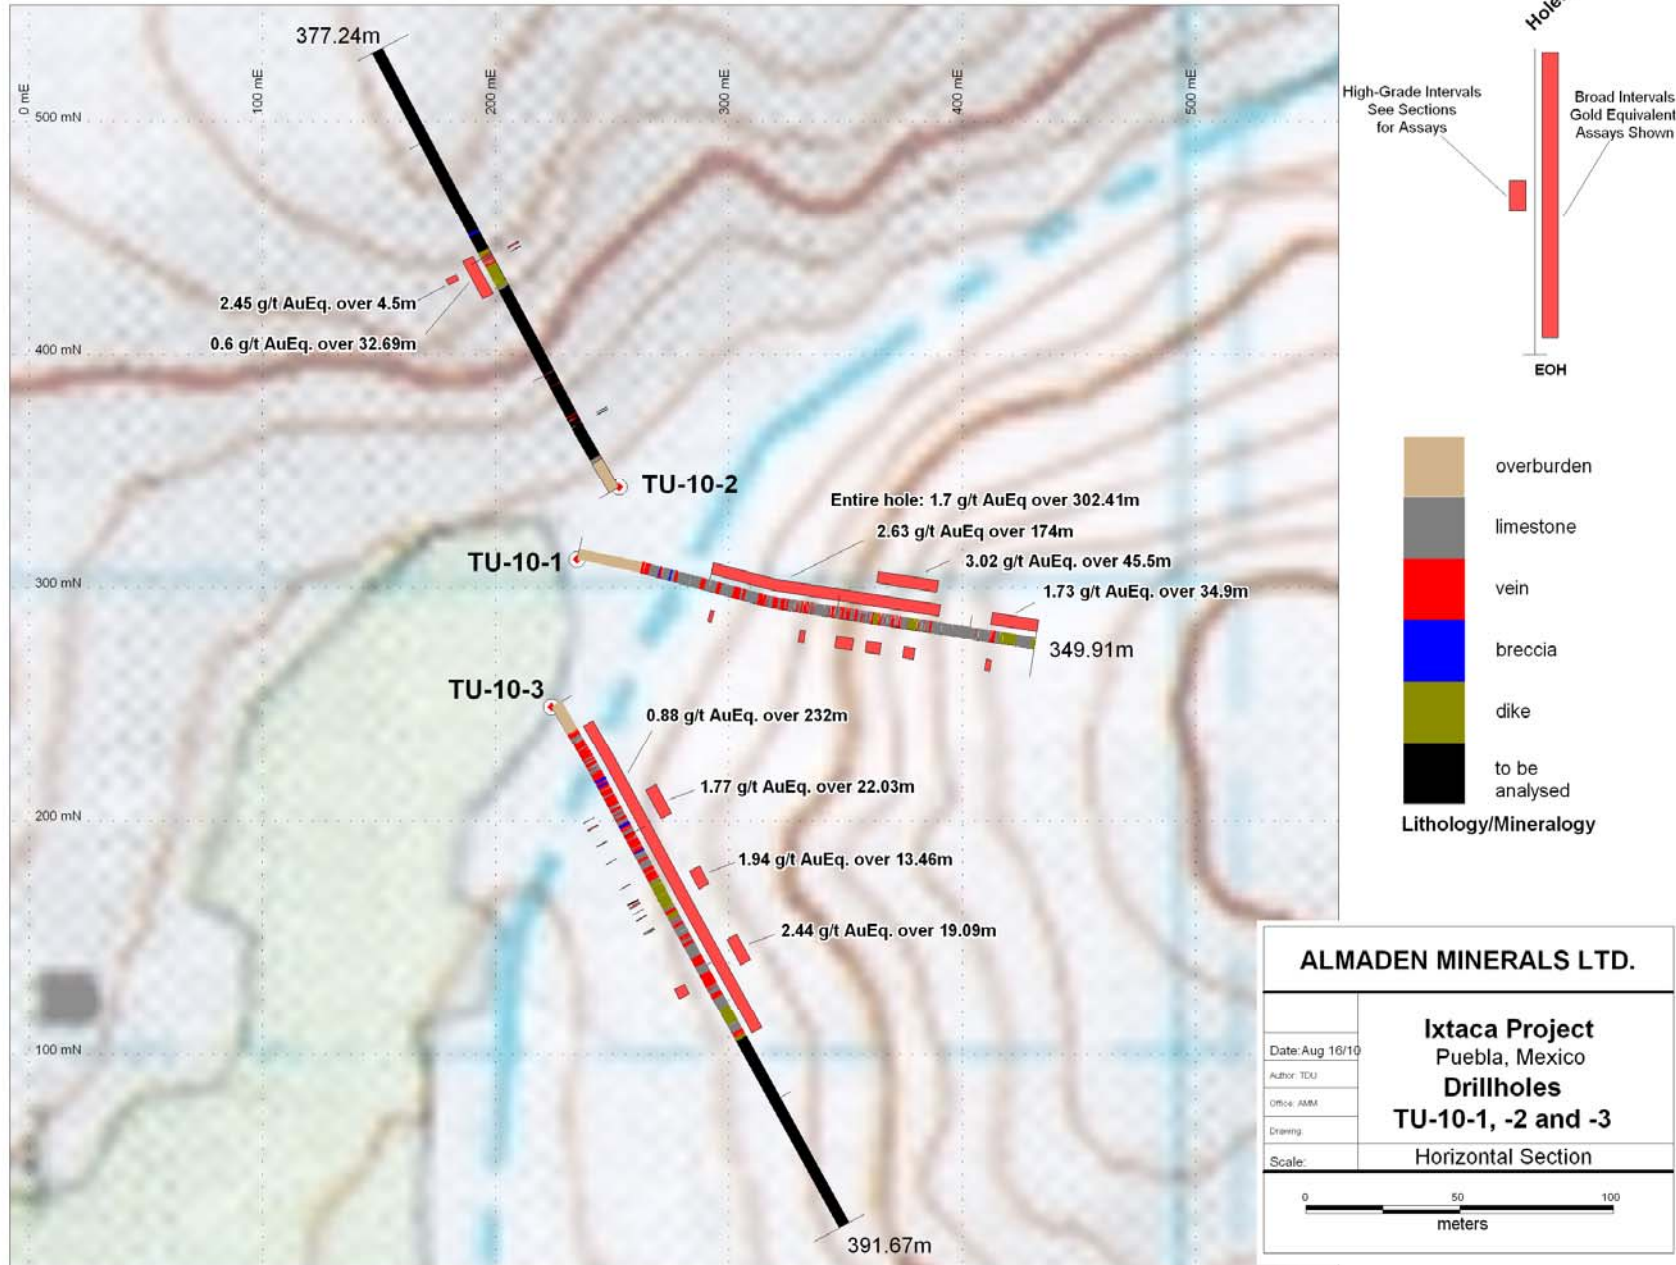 Hole
377.24m
0 mE
100 mE
200 mE
300 mE
400 mE
500 mE
500 mN
High-Grade Intervals
See Sections
for Assays
Broad Intervals
Gold Equivalent
Assays Shown
EOH
2.45 g/t AuEq. over 4.5m
0.6 g/t AuEq. over 32.69m
400 mN
TU-10-2
Entire hole: 1.7 g/t AuEq over 302.41m
2.63 g/t AuEq over 174m
TU-10-1
3.02 g/t AuEq. over 45.5m
300 mN
1.73 g/t AuEq. over 34.9m
349.91m
TU-10-3
0.88 g/t AuEq. over 232m
1.77 g/t AuEq. over 22.03m
200 mN
1.94 g/t AuEq. over 13.46m
2.44 g/t AuEq. over 19.09m
100 mN
391.67m
overburden
limestone
vein
breccia
dike
to be
analysed
Lithology/Mineralogy
ALMADEN MINERALS LTD.
Ixtaca Project
Puebla, Mexico
Drillholes
TU-10-1, -2 and -3
Horizontal Section
Date:Aug 16/10
Author: TDU
Office: AMM
Drawing:
Scale:
0 50 100
meters